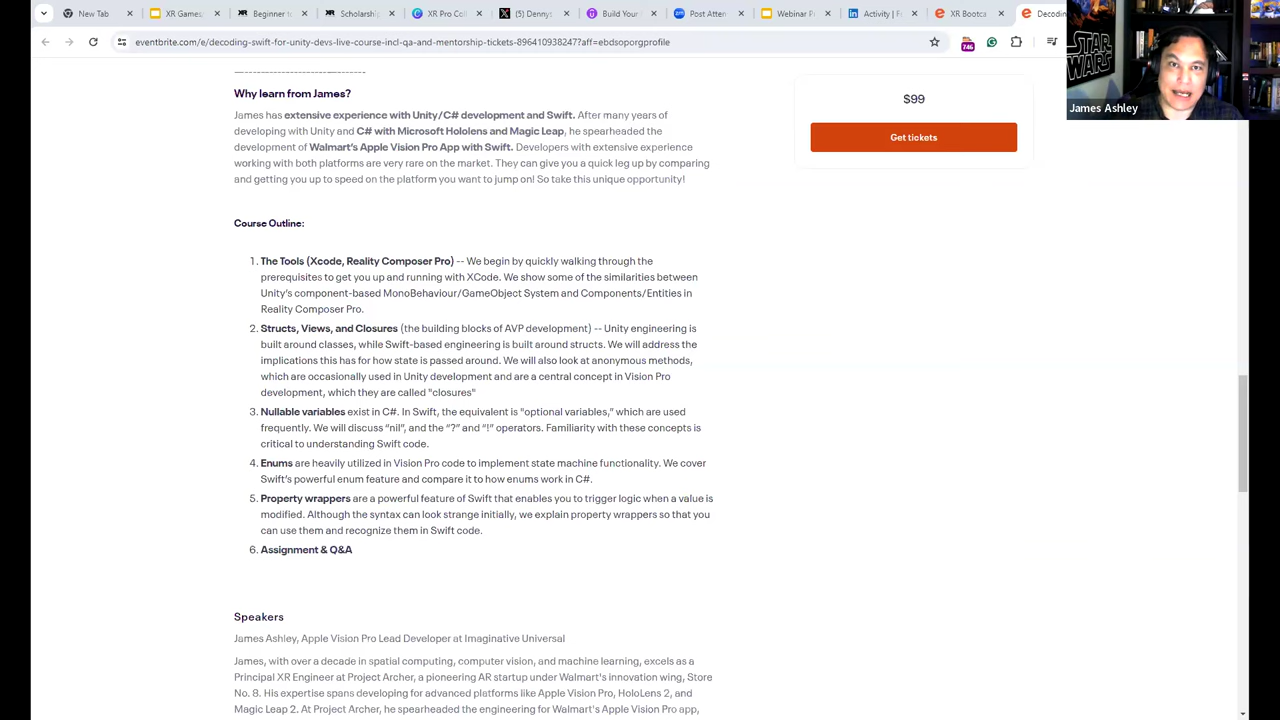 New Tab
XR Games
Beginner to
Scholarship
XR Pro Co
(5) Denn
Build Your
Post Atten
Webinar F
Activity | F
XR Bootca
Decoding
eventbrite.com/e/decoding-swift-for-unity-devs-live-course-incl-qa-and-mentorship-tickets-896410938247?aff=ebdsoporgprofile
746
STAR
WARS
James Ashley
Why learn from James?
James has extensive experience with Unity/C# development and Swift. After many years of
developing with Unity and C# with Microsoft Hololens and Magic Leap, he spearheaded the
development of Walmart's Apple Vision Pro App with Swift. Developers with extensive experience
working with both platforms are very rare on the market. They can give you a quick leg up by comparing
and getting you up to speed on the platform you want to jump on! So take this unique opportunity!
$99
Get tickets
Course Outline:
1. The Tools (Xcode, Reality Composer Pro) -- We begin by quickly walking through the
prerequisites to get you up and running with XCode. We show some of the similarities between
Unity's component-based MonoBehaviour/GameObject System and Components/Entities in
Reality Composer Pro.
2. Structs, Views, and Closures (the building blocks of AVP development) -- Unity engineering is
built around classes, while Swift-based engineering is built around structs. We will address the
implications this has for how state is passed around. We will also look at anonymous methods,
which are occasionally used in Unity development and are a central concept in Vision Pro
development, which they are called "closures"
3. Nullable variables exist in C#. In Swift, the equivalent is "optional variables," which are used
frequently. We will discuss "nil", and the "?" and "!" operators. Familiarity with these concepts is
critical to understanding Swift code.
4. Enums are heavily utilized in Vision Pro code to implement state machine functionality. We cover
Swift's powerful enum feature and compare it to how enums work in C#.
5. Property wrappers are a powerful feature of Swift that enables you to trigger logic when a value is
modified. Although the syntax can look strange initially, we explain property wrappers so that you
can use them and recognize them in Swift code.
6. Assignment & Q&A
Speakers
James Ashley, Apple Vision Pro Lead Developer at Imaginative Universal
James, with over a decade in spatial computing, computer vision, and machine learning, excels as a
Principal XR Engineer at Project Archer, a pioneering AR startup under Walmart's innovation wing, Store
No. 8. His expertise spans developing for advanced platforms like Apple Vision Pro, HoloLens 2, and
Magic Leap 2. At Project Archer, he spearheaded the engineering for Walmart's Apple Vision Pro app,